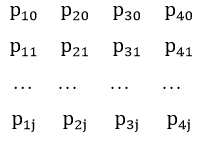 p₁₀ p₂₀ p₃₀ p₄₀
p₁₁ p₂₁ p₃₁ p₄₁
... ... ... ...
p₁ⱼ p₂ⱼ p₃ⱼ p₄ⱼ